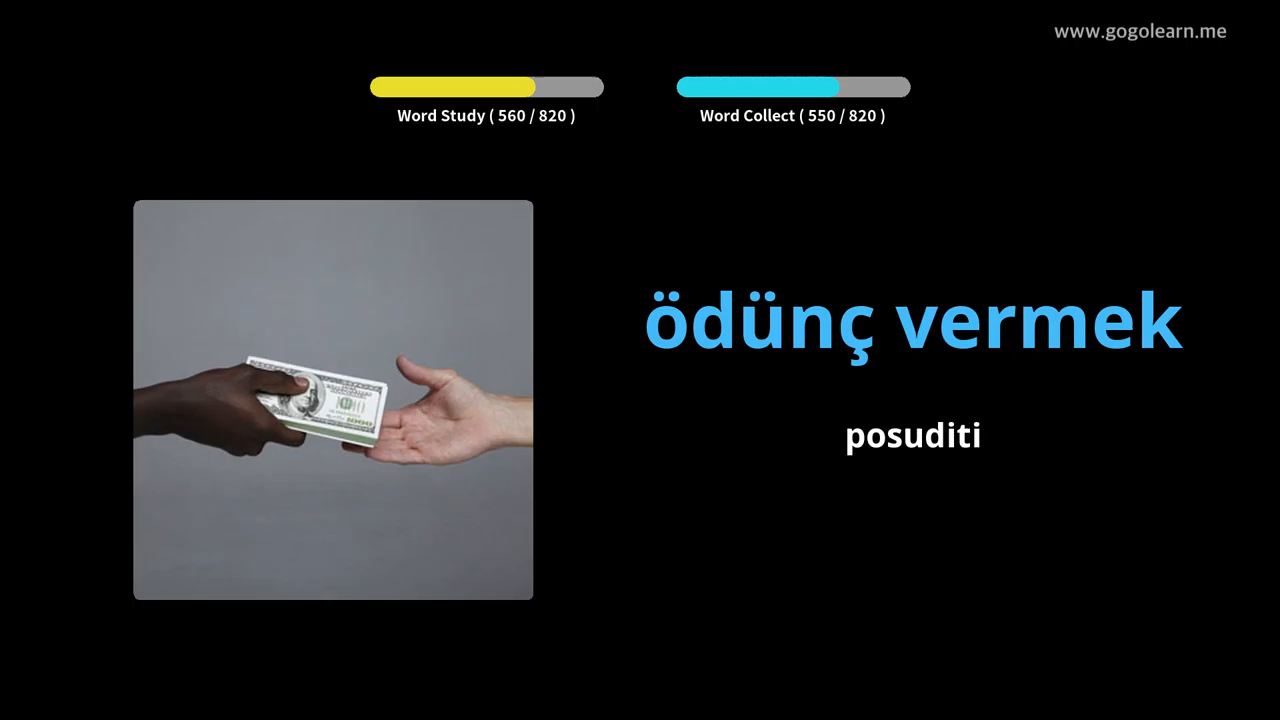 www.gogolearn.me
Word Study ( 560 / 820 )
Word Collect ( 550 / 820 )
ödünç vermek
posuditi